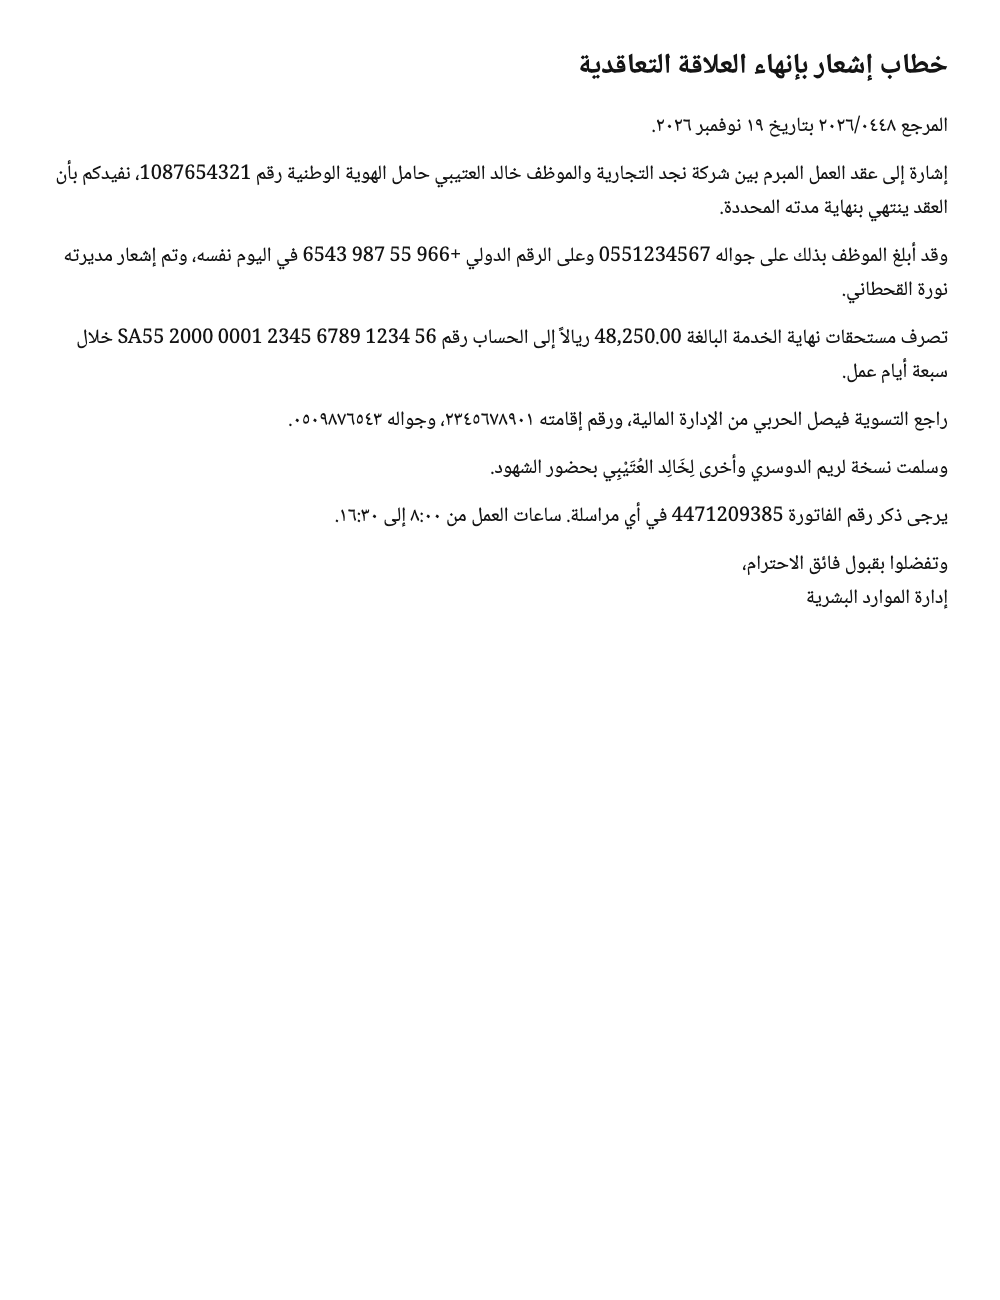 خطاب إشعار بإنهاء العلاقة التعاقدية
المرجع ٢٠٢٦/٠٤٤٨ بتاريخ ١٩ نوفمبر ٢٠٢٦.
إشارة إلى عقد العمل المبرم بين شركة نجد التجارية والموظف خالد العتيبي حامل الهوية الوطنية رقم 1087654321، نفيدكم بأن
العقد ينتهي بنهاية مدته المحددة.
وقد أبلغ الموظف بذلك على جواله 0551234567 وعلى الرقم الدولي +966 55 987 6543 في اليوم نفسه، وتم إشعار مديرته
نورة القحطاني.
تصرف مستحقات نهاية الخدمة البالغة 48,250.00 ريالاً إلى الحساب رقم SA55 2000 0001 2345 6789 1234 56 خلال
سبعة أيام عمل.
راجع التسوية فيصل الحربي من الإدارة المالية، ورقم إقامته ٢٣٤٥٦٧٨٩٠١، وجواله ٠٥٠٩٨٧٦٥٤٣.
وسلمت نسخة لريم الدوسري وأخرى لِخَالِد العُتَيْبِي بحضور الشهود.
يرجى ذكر رقم الفاتورة 4471209385 في أي مراسلة. ساعات العمل من ٨:٠٠ إلى ١٦:٣٠.
وتفضلوا بقبول فائق الاحترام،
إدارة الموارد البشرية